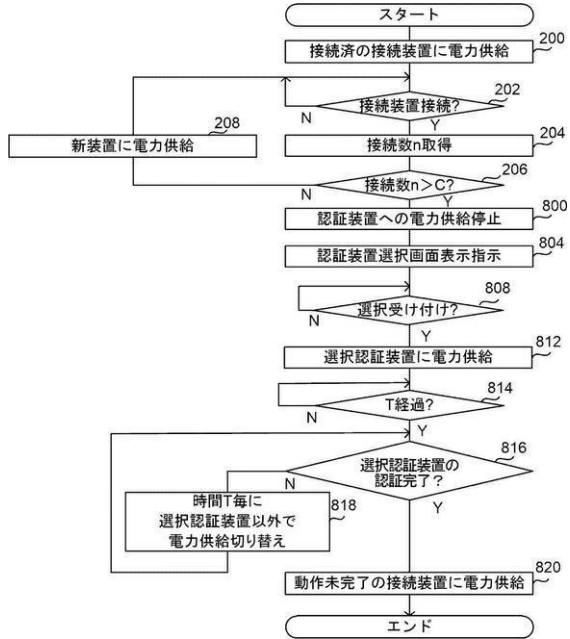 スタート
200
接続済の接続装置に電力供給
202
接続装置接続?
N
Y
208
新装置に電力供給
204
接続数n取得
206
接続数n>C?
N
Y
800
認証装置への電力供給停止
804
認証装置選択画面表示指示
808
選択受け付け?
N
Y
812
選択認証装置に電力供給
814
T経過?
N
Y
816
選択認証装置の
認証完了?
N
Y
時間T毎に
選択認証装置以外で
電力供給切り替え
818
820
動作未完了の接続装置に電力供給
エンド